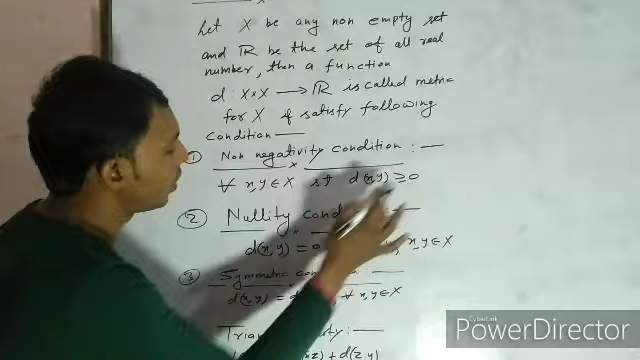 Let X be any non empty set
and ℝ be the set of all real
number, then a function
d: X×X → ℝ is called metric
for X if satisfy following
Condition —
① Non negativity condition : —
∀ x, y ∈ X st d(x, y) ≥ 0
② Nullity cond —
d(x, y) = 0 x, y ∈ X
③ Symmetric con —
d(x, y) = d ∀ x, y ∈ X
Trian : —
z) + d(z, y)
CyberLink
PowerDirector